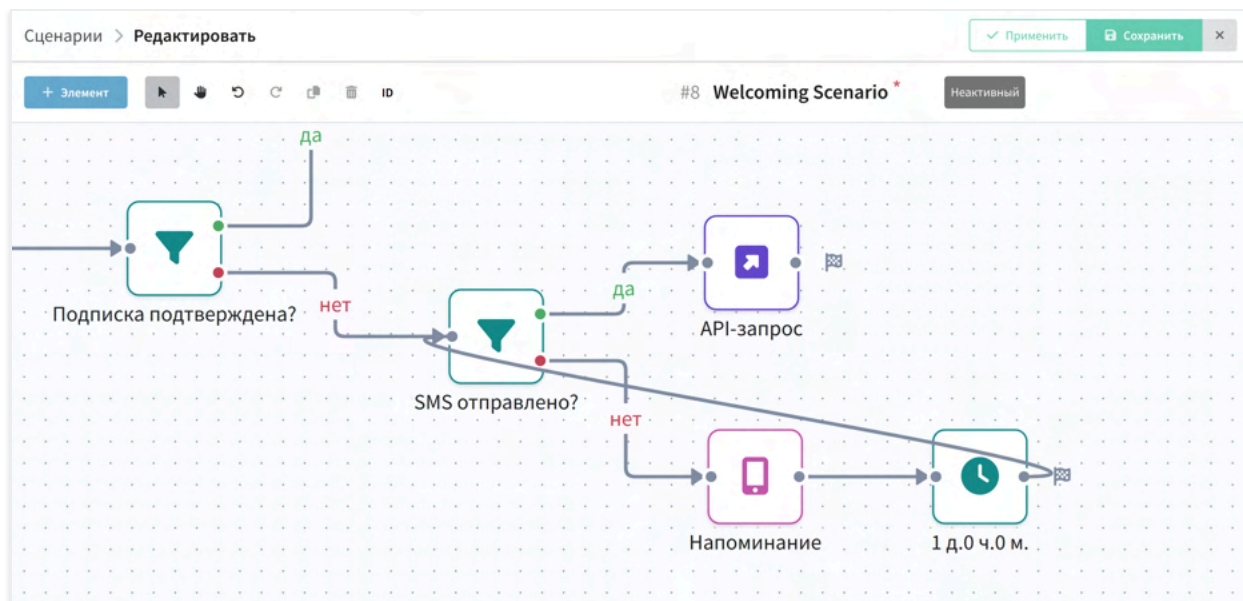 Сценарии > Редактировать
Применить
Сохранить
+ Элемент
ID
#8 Welcoming Scenario *
Неактивный
да
Подписка подтверждена?
нет
да
API-запрос
SMS отправлено?
нет
Напоминание
1 д.0 ч.0 м.